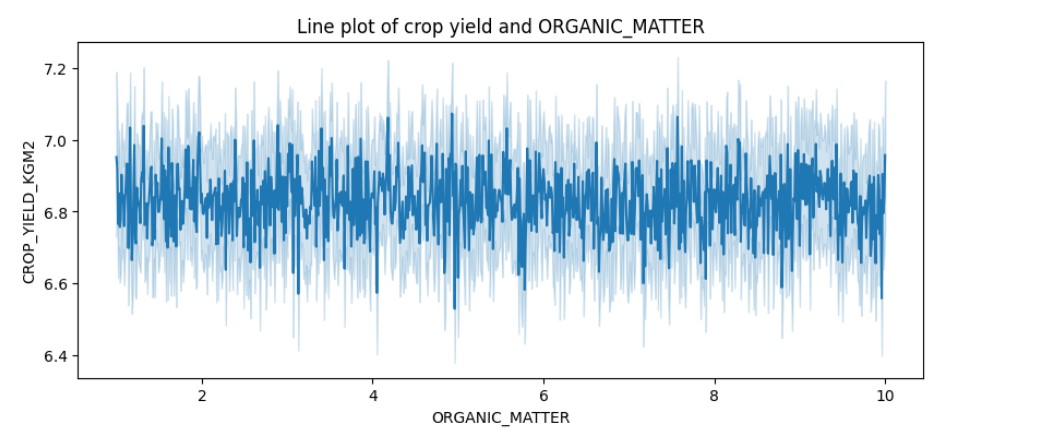 Line plot of crop yield and ORGANIC_MATTER
7.2
7.0
6.8
6.6
6.4
CROP_YIELD_KGM2
2 4 6 8 10
ORGANIC_MATTER